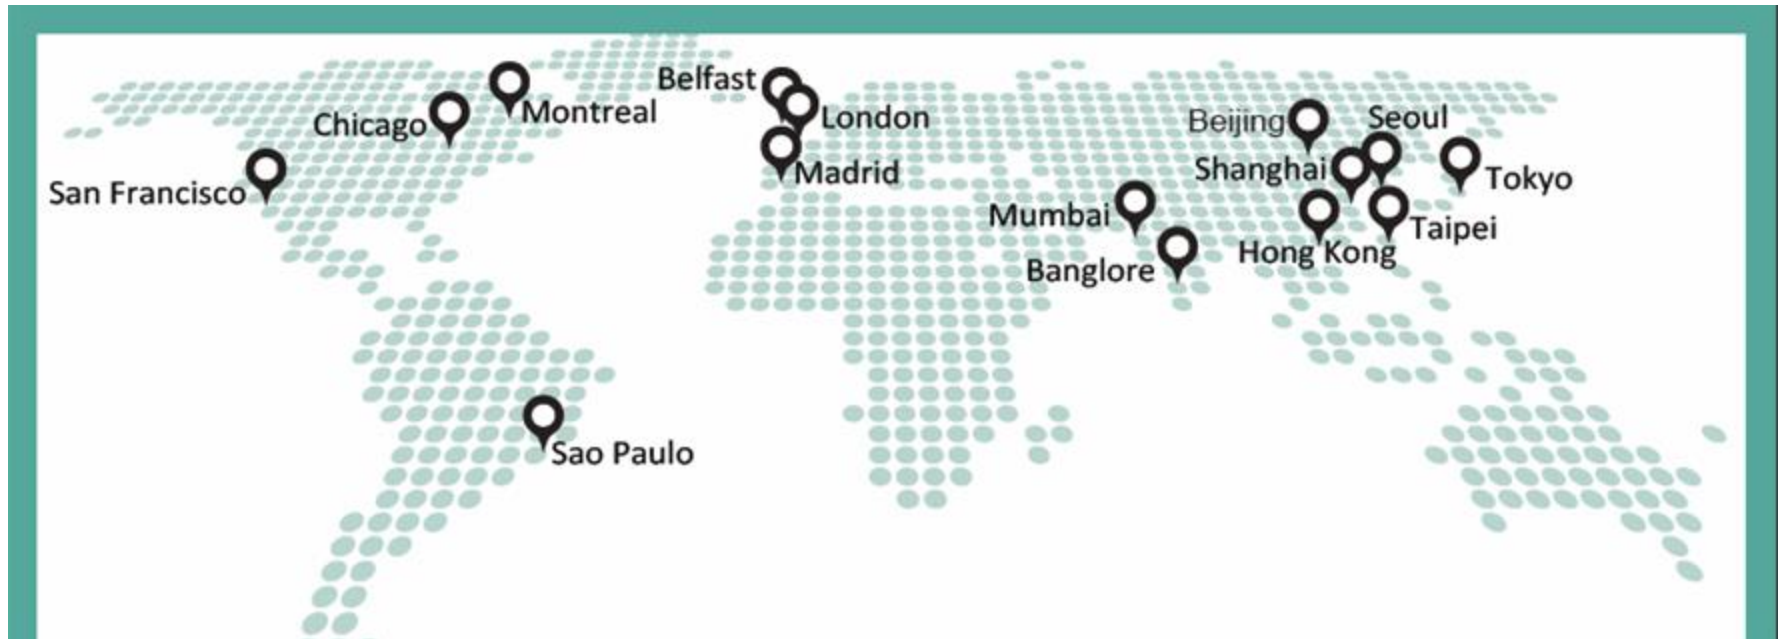 Belfast
Montreal
Chicago
London
Beijing
Seoul
Shanghai
Madrid
Tokyo
San Francisco
Mumbai
Taipei
Hong Kong
Banglore
Sao Paulo